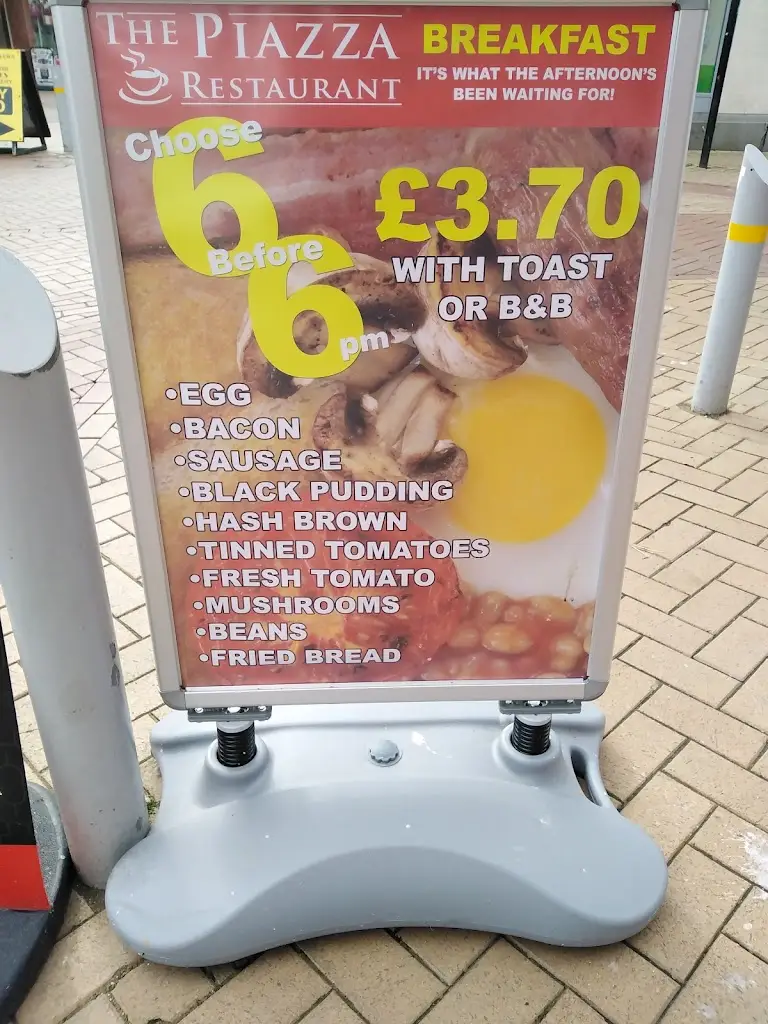 THE PIAZZA
RESTAURANT
BREAKFAST
IT'S WHAT THE AFTERNOON'S
BEEN WAITING FOR!
Choose
6
Before
6
pm
£3.70
WITH TOAST
OR B&B
•EGG
•BACON
•SAUSAGE
•BLACK PUDDING
•HASH BROWN
•TINNED TOMATOES
•FRESH TOMATO
•MUSHROOMS
•BEANS
•FRIED BREAD